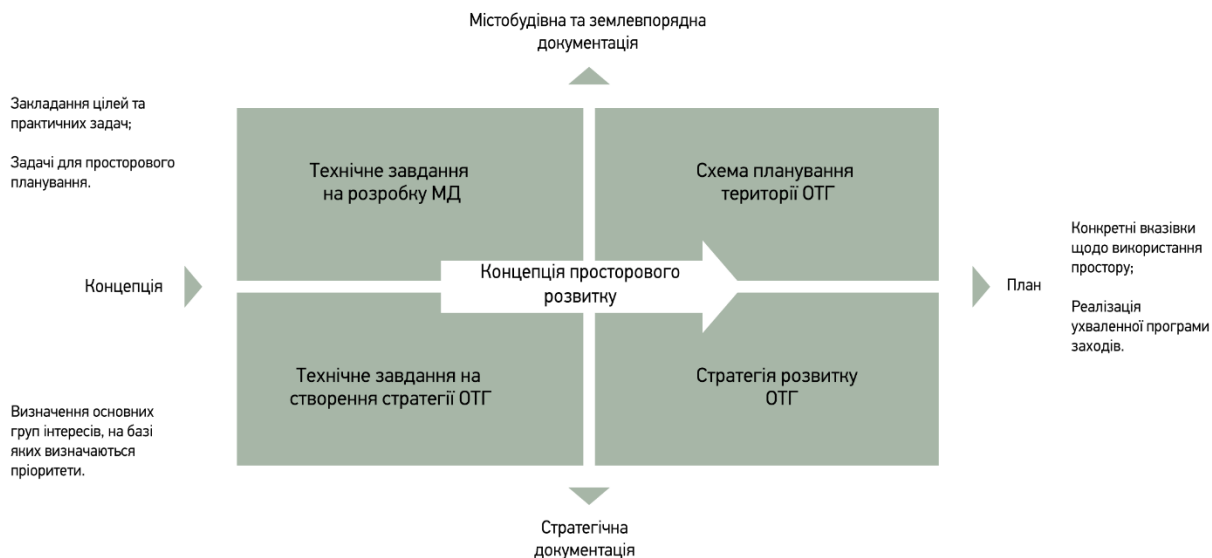 Містобудівна та землевпорядна
документація
Закладання цілей та
практичних задач;
Задачі для просторового
планування.
Технічне завдання
на розробку МД
Схема планування
території ОТГ
Концепція
Концепція просторового
розвитку
План
Конкретні вказівки
щодо використання
простору;
Реалізація
ухваленної програми
заходів.
Технічне завдання на
створення стратегії ОТГ
Стратегія розвитку
ОТГ
Визначення основних
груп інтересів, на базі
яких визначаються
пріоритети.
Стратегічна
документація